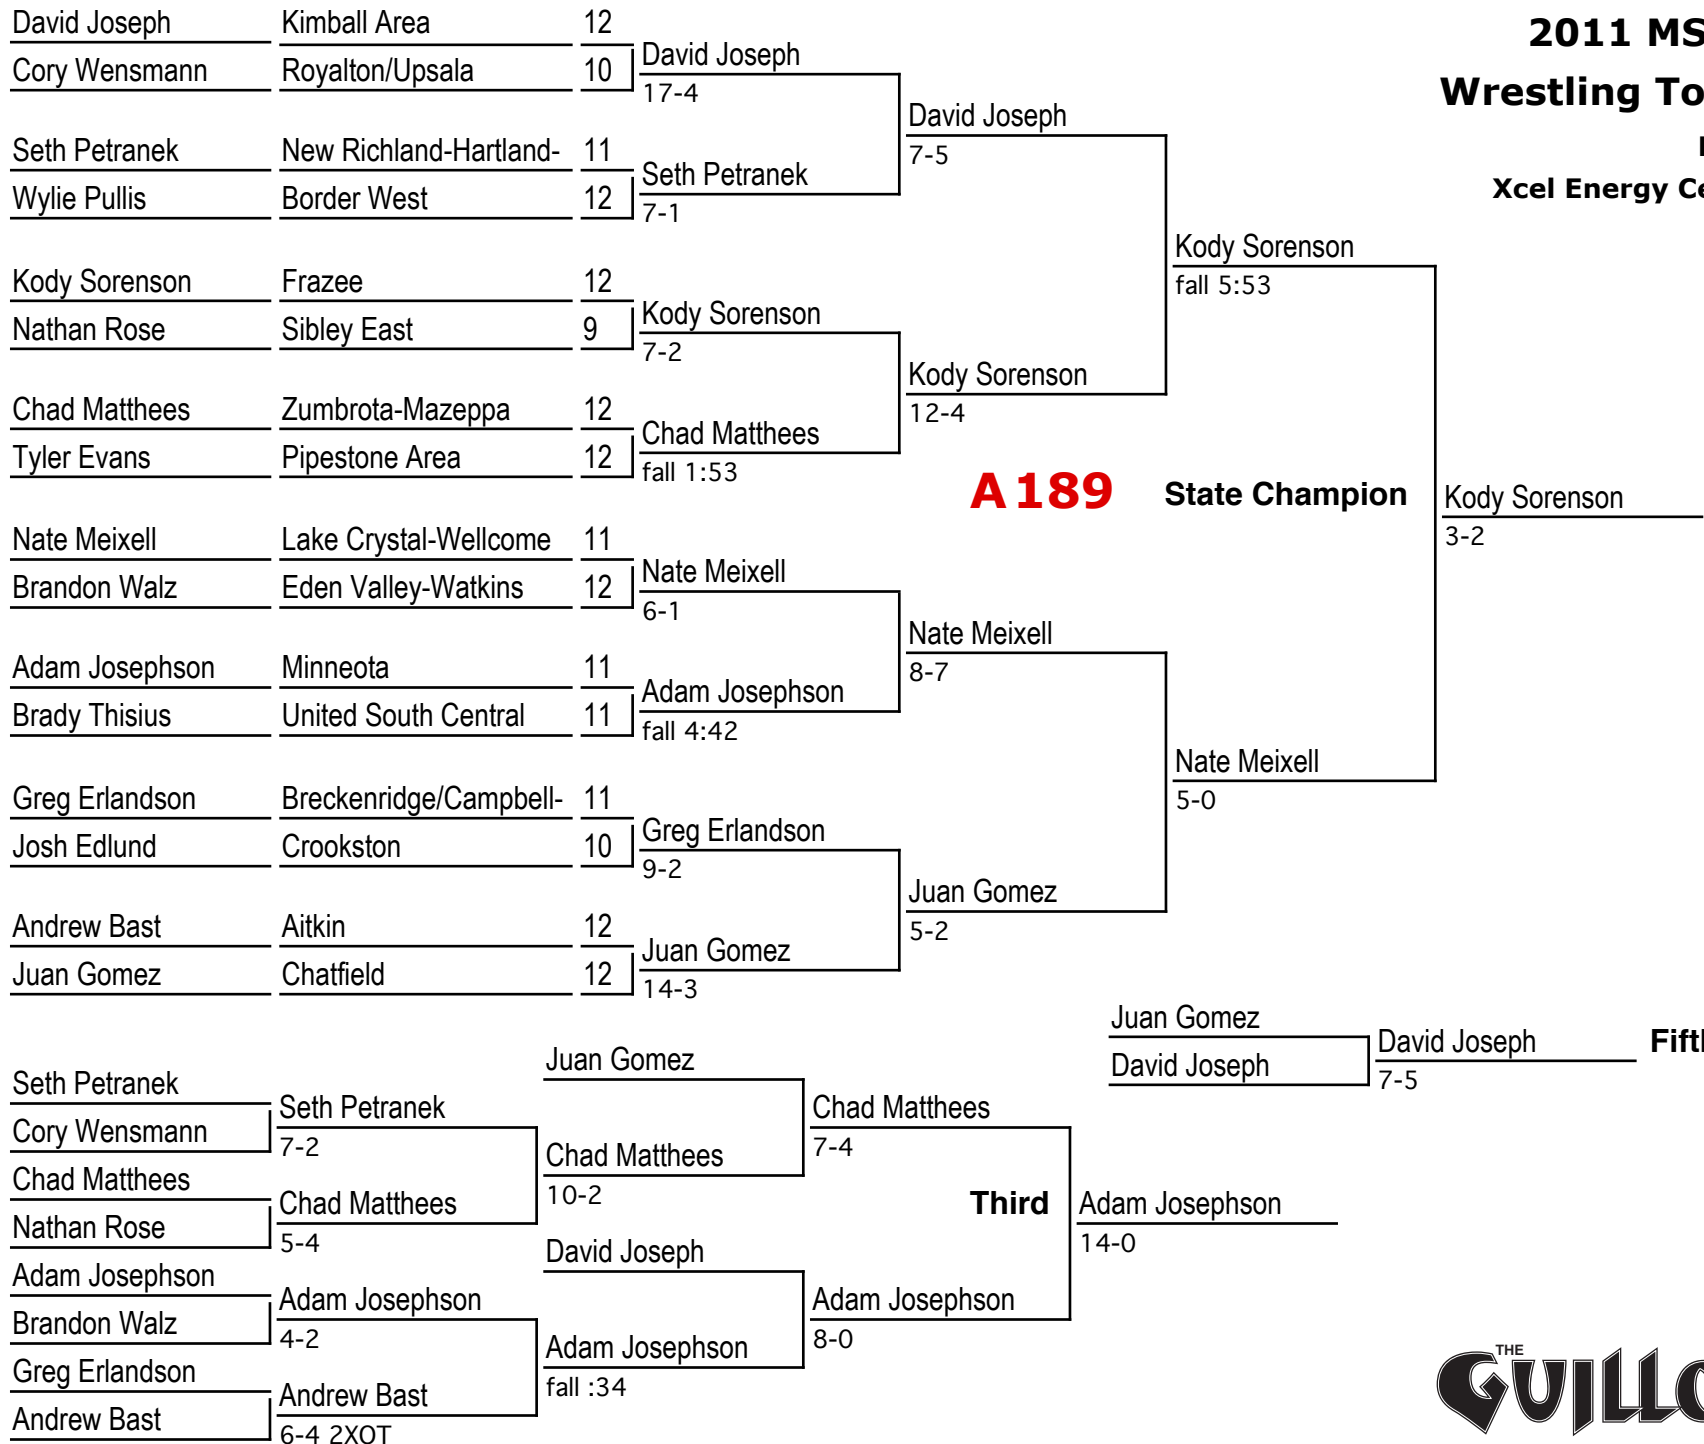 2011 MS
Wrestling To
Xcel Energy Ce
David Joseph Kimball Area 12
Cory Wensmann Royalton/Upsala 10
David Joseph
17-4
Seth Petranek New Richland-Hartland- 11
Wylie Pullis Border West 12
Seth Petranek
7-1
David Joseph
7-5
Kody Sorenson Frazee 12
Nathan Rose Sibley East 9
Kody Sorenson
7-2
Chad Matthees Zumbrota-Mazeppa 12
Tyler Evans Pipestone Area 12
Chad Matthees
fall 1:53
Kody Sorenson
12-4
Kody Sorenson
fall 5:53
A 189 State Champion
Kody Sorenson
3-2
Nate Meixell Lake Crystal-Wellcome 11
Brandon Walz Eden Valley-Watkins 12
Nate Meixell
6-1
Adam Josephson Minneota 11
Brady Thisius United South Central 11
Adam Josephson
fall 4:42
Nate Meixell
8-7
Greg Erlandson Breckenridge/Campbell- 11
Josh Edlund Crookston 10
Greg Erlandson
9-2
Andrew Bast Aitkin 12
Juan Gomez Chatfield 12
Juan Gomez
14-3
Juan Gomez
5-2
Nate Meixell
5-0
Juan Gomez
David Joseph
David Joseph
7-5
Fift
Seth Petranek
Cory Wensmann
Seth Petranek
7-2
Chad Matthees
Nathan Rose
Chad Matthees
5-4
Juan Gomez
Chad Matthees
10-2
Chad Matthees
7-4
Adam Josephson
Brandon Walz
Adam Josephson
4-2
Greg Erlandson
Andrew Bast
Andrew Bast
6-4 2XOT
David Joseph
Adam Josephson
fall :34
Adam Josephson
8-0
Third
Adam Josephson
14-0
THE
GUILLO